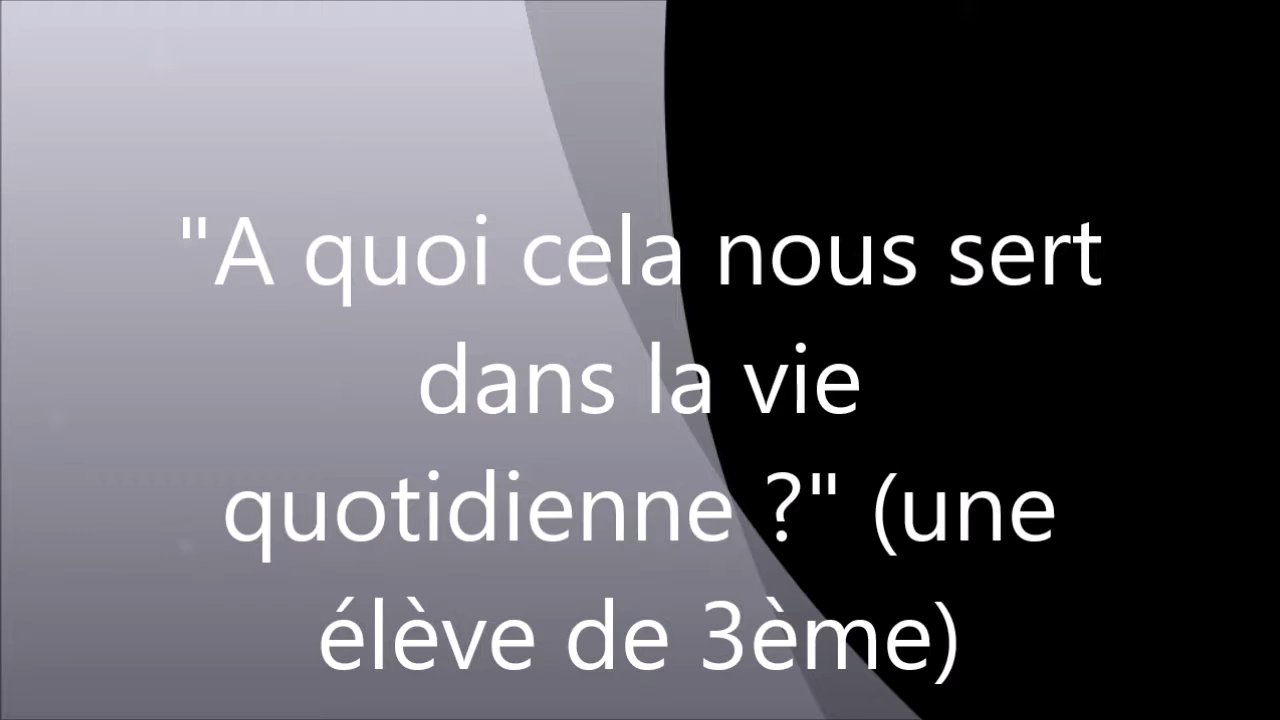 "A quoi cela nous sert
dans la vie
quotidienne ?" (une
élève de 3ème)